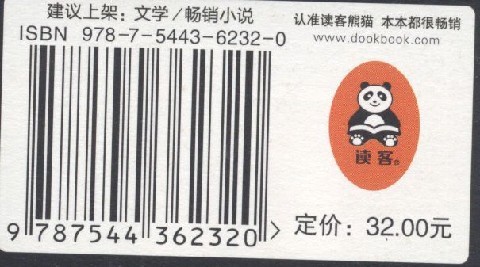 建议上架：文学/畅销小说
ISBN 978-7-5443-6232-0
认准读客熊猫 本本都很畅销
www.dookbook.com
读客®
9 787544 362320 >
定价：32.00元